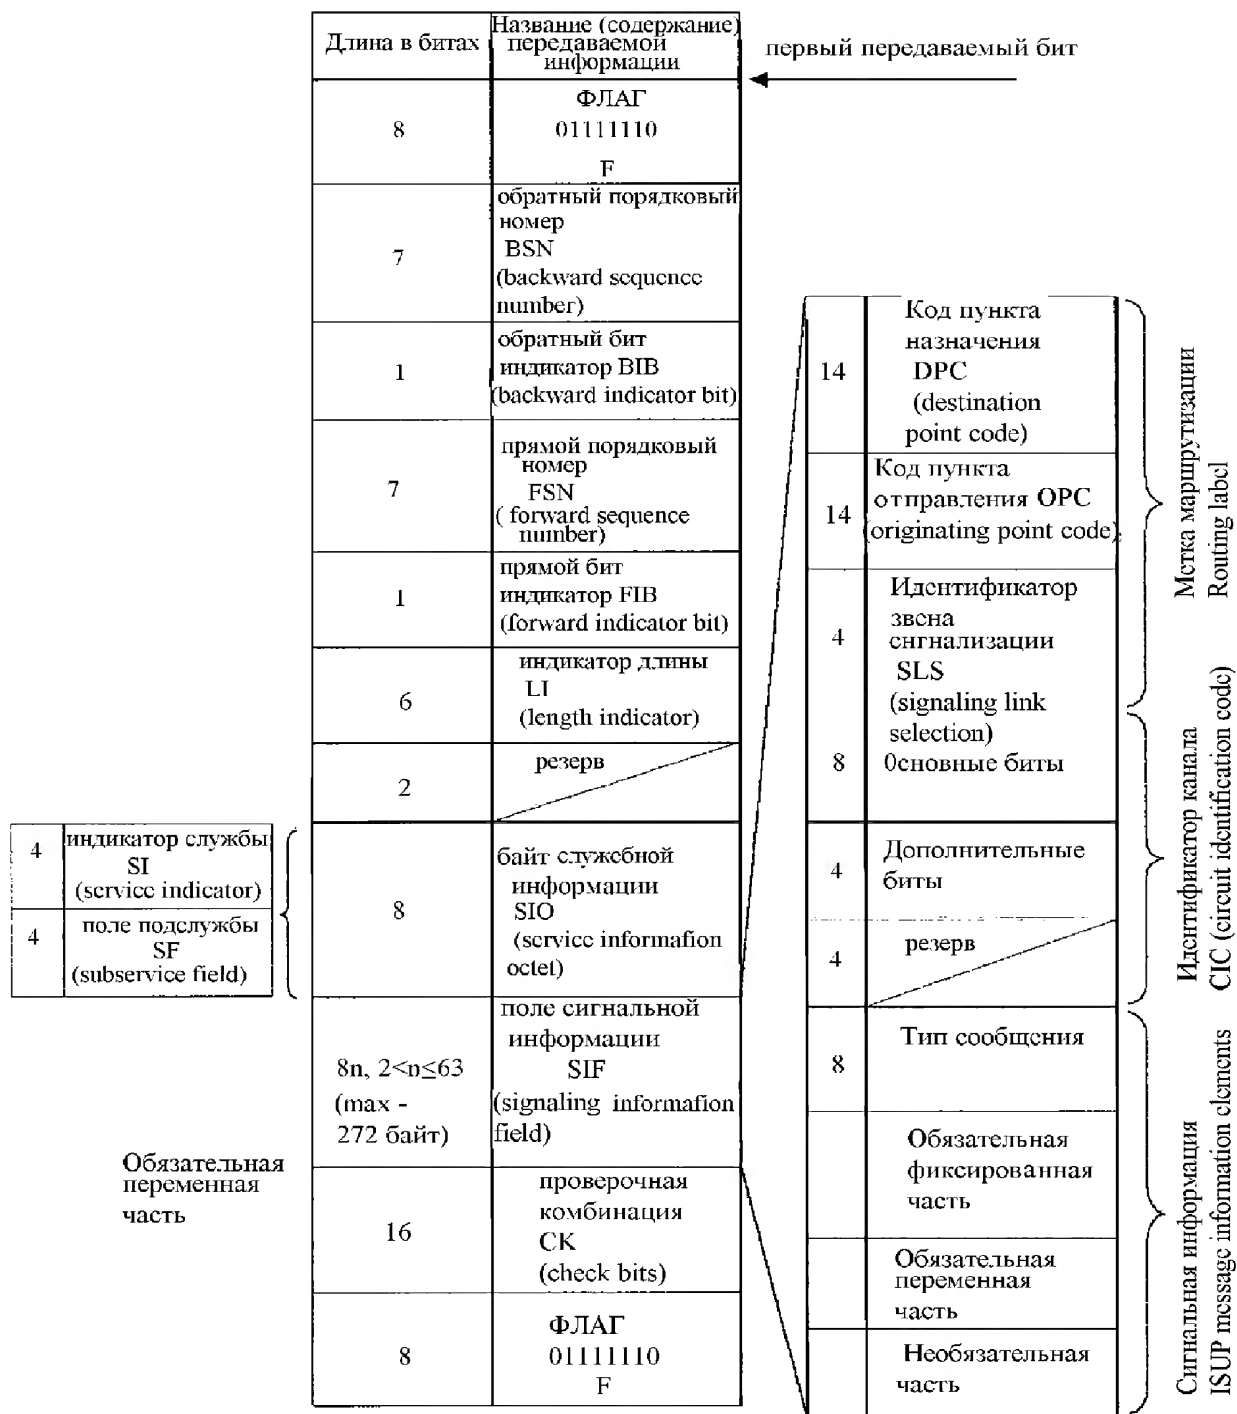 Длина в битах
Название (содержание)
передаваемой
информации
первый передаваемый бит
8
ФЛАГ
01111110
F
7
обратный порядковый
номер
BSN
(backward sequence
number)
1
обратный бит
индикатор BIB
(backward indicator bit)
7
прямой порядковый
номер
FSN
( forward sequence
number)
1
прямой бит
индикатор FIB
(forward indicator bit)
6
индикатор длины
LI
(length indicator)
2
резерв
8
байт служебной
информации
SIO
(service informafion
octet)
4
индикатор службы
SI
(service indicator)
4
поле подслужбы
SF
(subservice field)
8n, 2<n≤63
(max -
272 байт)
поле сигнальной
информации
SIF
(signaling informafion
field)
Обязательная
переменная
часть
16
проверочная
комбинация
CK
(check bits)
8
ФЛАГ
01111110
F
14
Код пункта
назначения
DPC
(destination
point code)
14
Код пункта
отправления OPC
(originating point code)
4
Идентификатор
звена
снгнализации
SLS
(signaling link
selection)
8
0сновные биты
4
Дополнительные
биты
4
резерв
8
Тип сообщения
Обязательная
фиксированная
часть
Обязательная
переменная
часть
Необязательная
часть
Метка маршрутизации
Routing label
Идентификатор канала
CIC (circuit identification code)
Сигнальная информация
ISUP message information elements